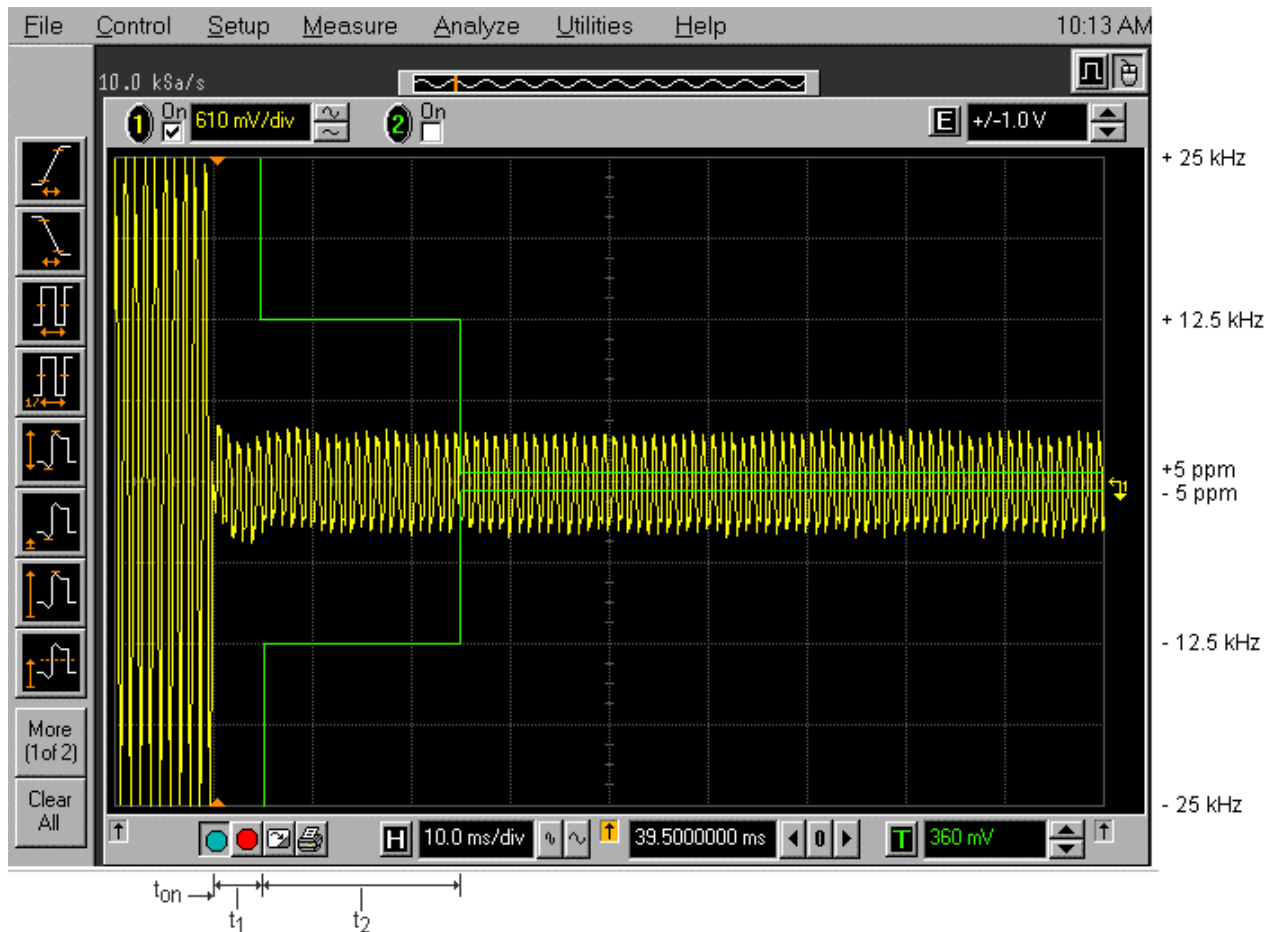 File Control Setup Measure Analyze Utilities Help 10:13 AM
10.0 kSa/s
1 On 610 mV/div 2 On E +/-1.0 V
+ 25 kHz
+ 12.5 kHz
+5 ppm
- 5 ppm
- 12.5 kHz
- 25 kHz
1/
More
(1of 2)
Clear
All
H 10.0 ms/div 39.5000000 ms 0 T 360 mV
ton
t1
t2